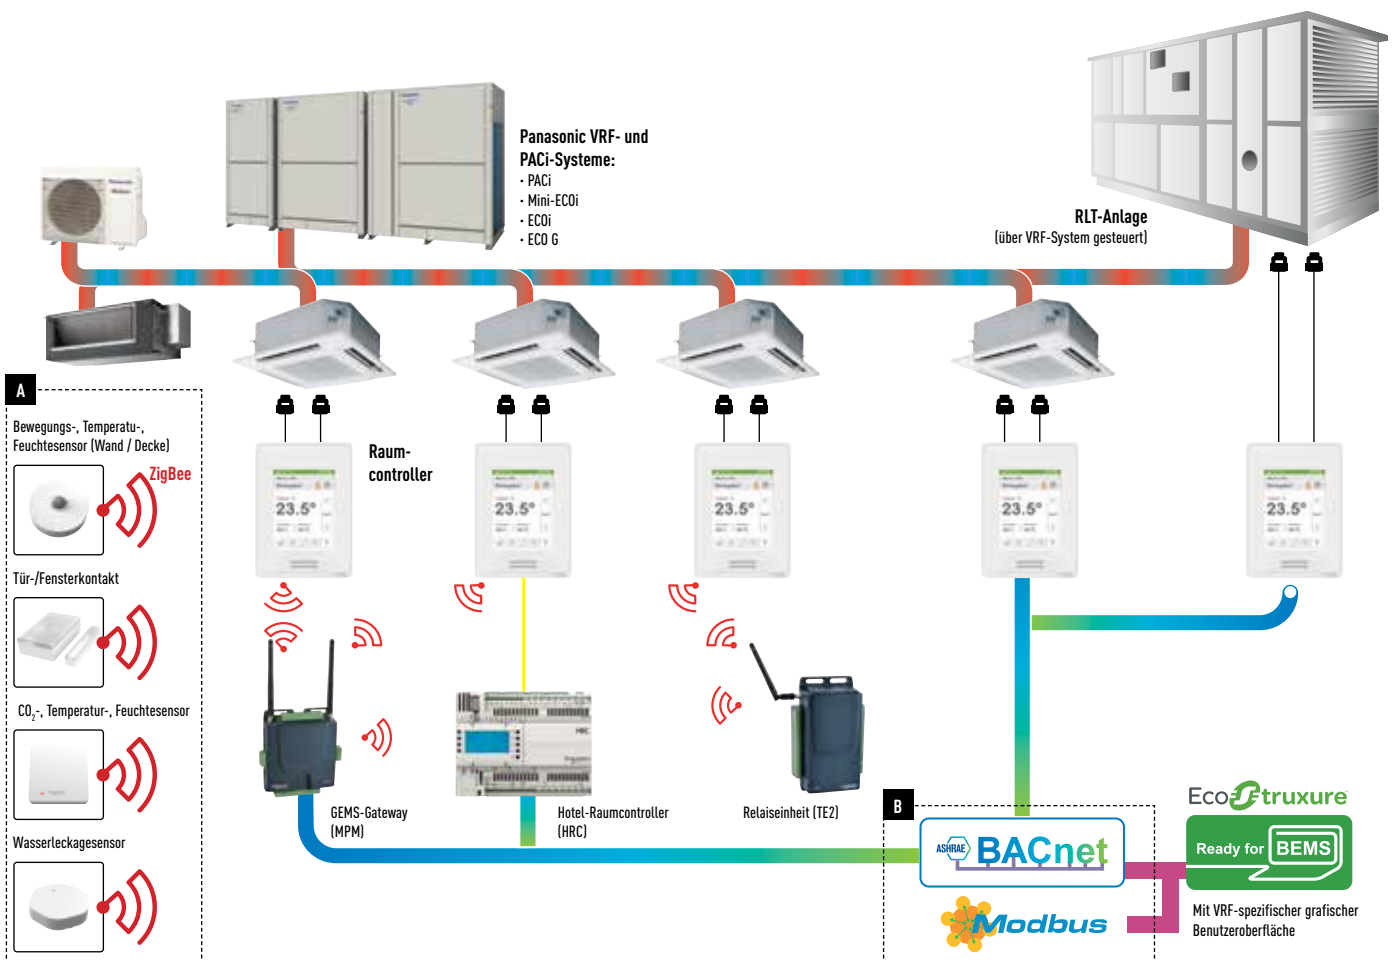 Panasonic VRF- und
PACi-Systeme:
· PACi
· Mini-ECOi
· ECOi
· ECO G
RLT-Anlage
(über VRF-System gesteuert)
A
Bewegungs-, Temperatu-,
Feuchtesensor (Wand / Decke)
ZigBee
Tür-/Fensterkontakt
CO2-, Temperatur-, Feuchtesensor
Wasserleckagesensor
Raum-
controller
23.5°
23.5°
23.5°
23.5°
23.5°
HRC
GEMS-Gateway
(MPM)
Hotel-Raumcontroller
(HRC)
Relaiseinheit (TE2)
B
ASHRAE BACnet
Modbus
EcoStruxure
Ready for BEMS
Mit VRF-spezifischer grafischer
Benutzeroberfläche